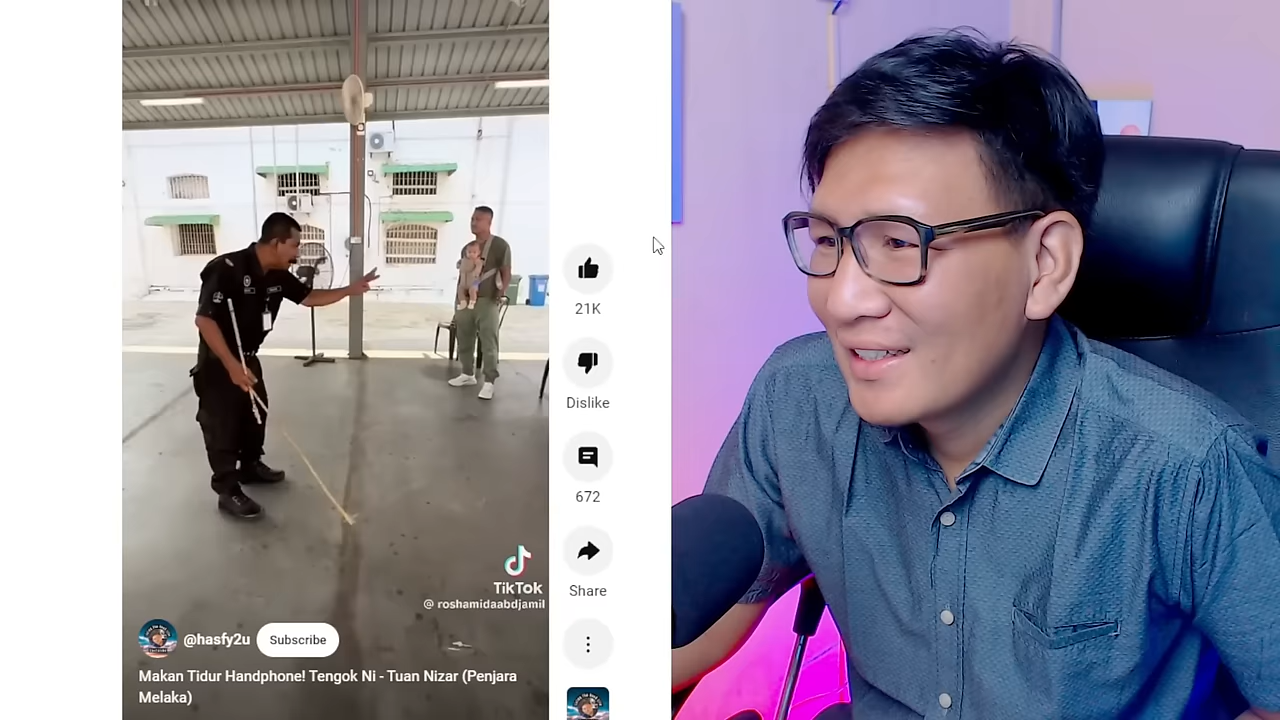 21K
Dislike
672
Share
TikTok
@ roshamidaabdjamil
@hasfy2u
Subscribe
Makan Tidur Handphone! Tengok Ni - Tuan Nizar (Penjara
Melaka)